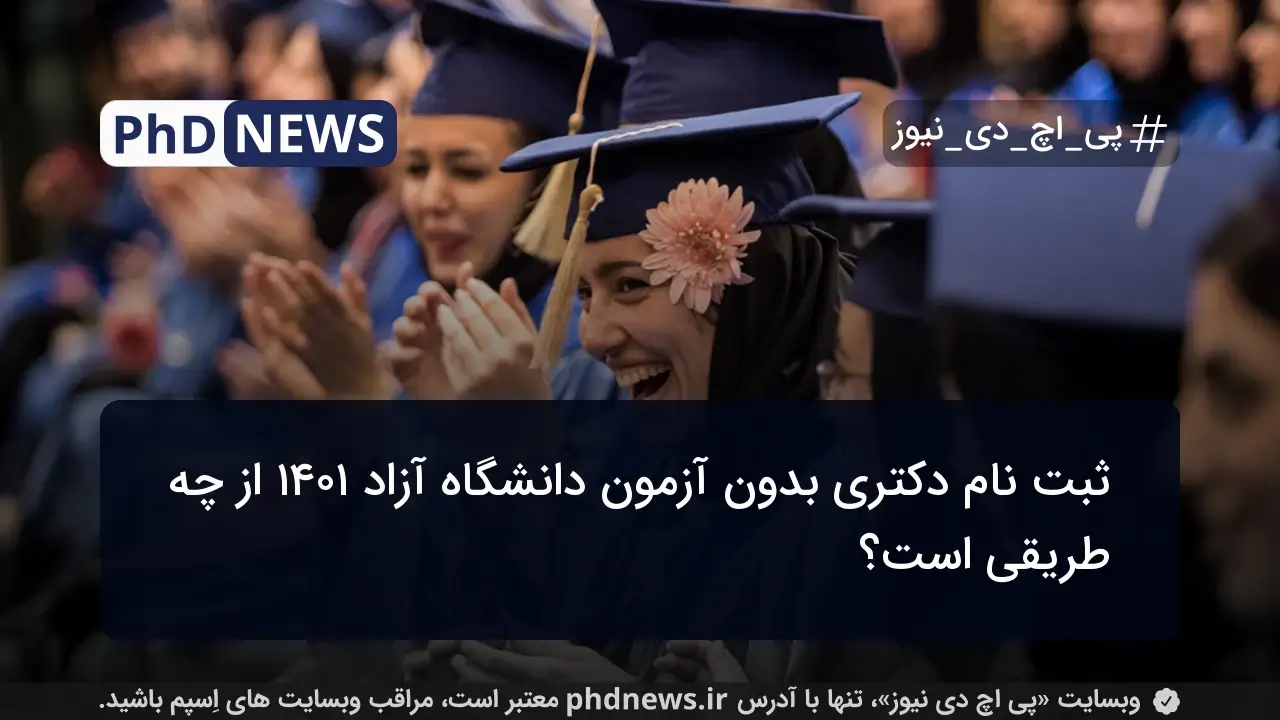 PhD NEWS
#پی_اچ_دی_نیوز
ثبت نام دکتری بدون آزمون دانشگاه آزاد ۱۴۰۱ از چه
طریقی است؟
وبسایت «پی اچ دی نیوز»، تنها با آدرس phdnews.ir معتبر است، مراقب وبسایت های اِسپم باشید.